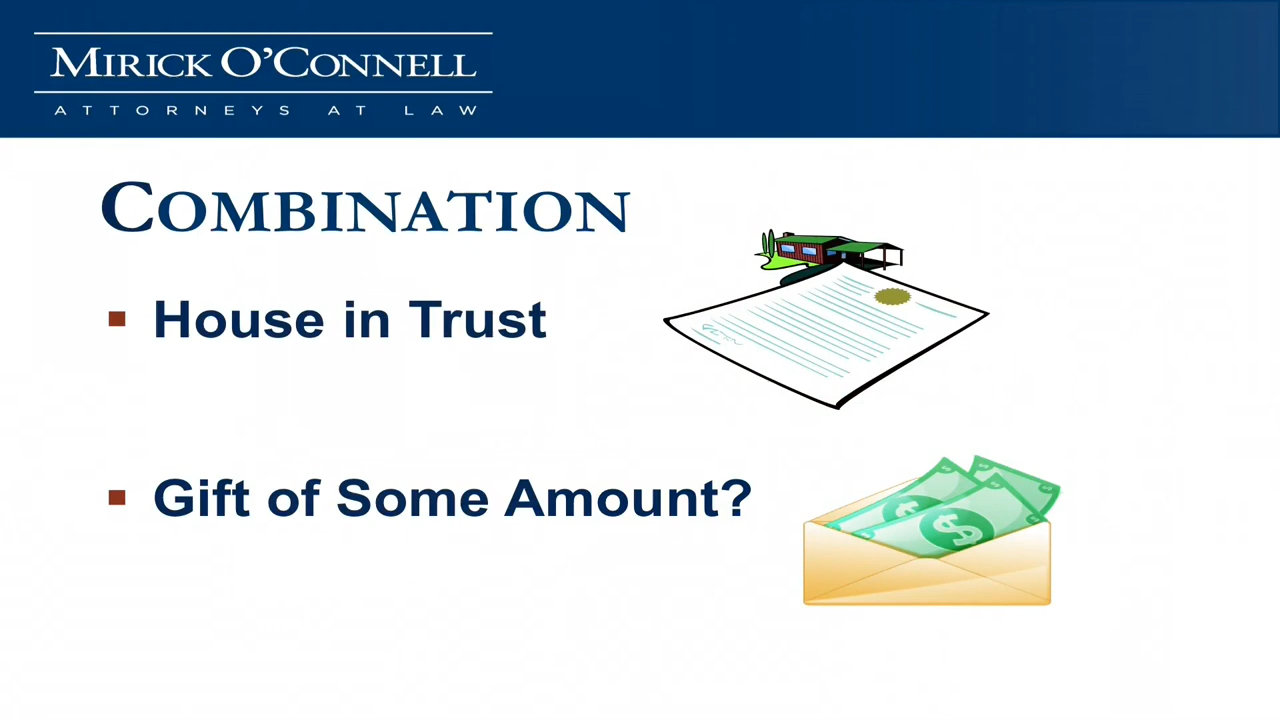 MIRICK O'CONNELL
ATTORNEYS AT LAW
COMBINATION
▪ House in Trust
▪ Gift of Some Amount?